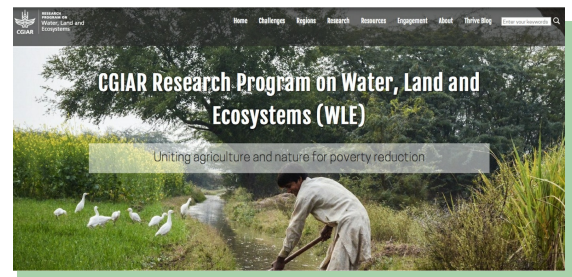 RESEARCH
PROGRAM ON
Water, Land and
Ecosystems
CGIAR
Home Challenges Regions Research Resources Engagement About Thrive Blog Enter your keywords
CGIAR Research Program on Water, Land and
Ecosystems (WLE)
Uniting agriculture and nature for poverty reduction